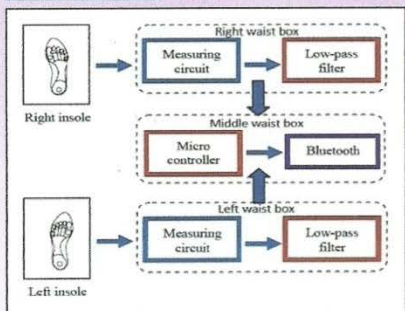 Right waist box
Measuring
circuit
Low-pass
filter
Right insole
Middle waist box
Micro
controller
Bluetooth
Left waist box
Measuring
circuit
Low-pass
filter
Left insole